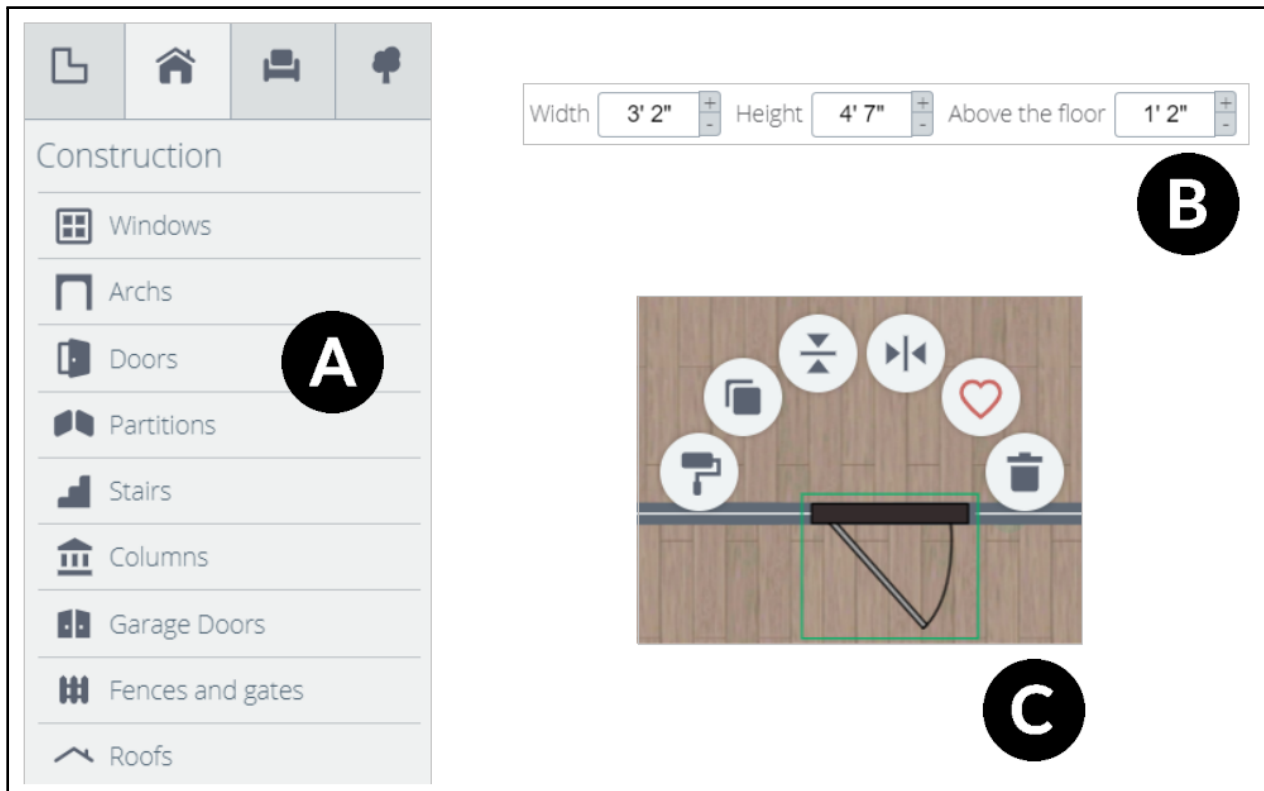 Construction
Windows
Archs
Doors
Partitions
Stairs
Columns
Garage Doors
Fences and gates
Roofs
A
Width 3' 2" + - Height 4' 7" + - Above the floor 1' 2" + -
B
C